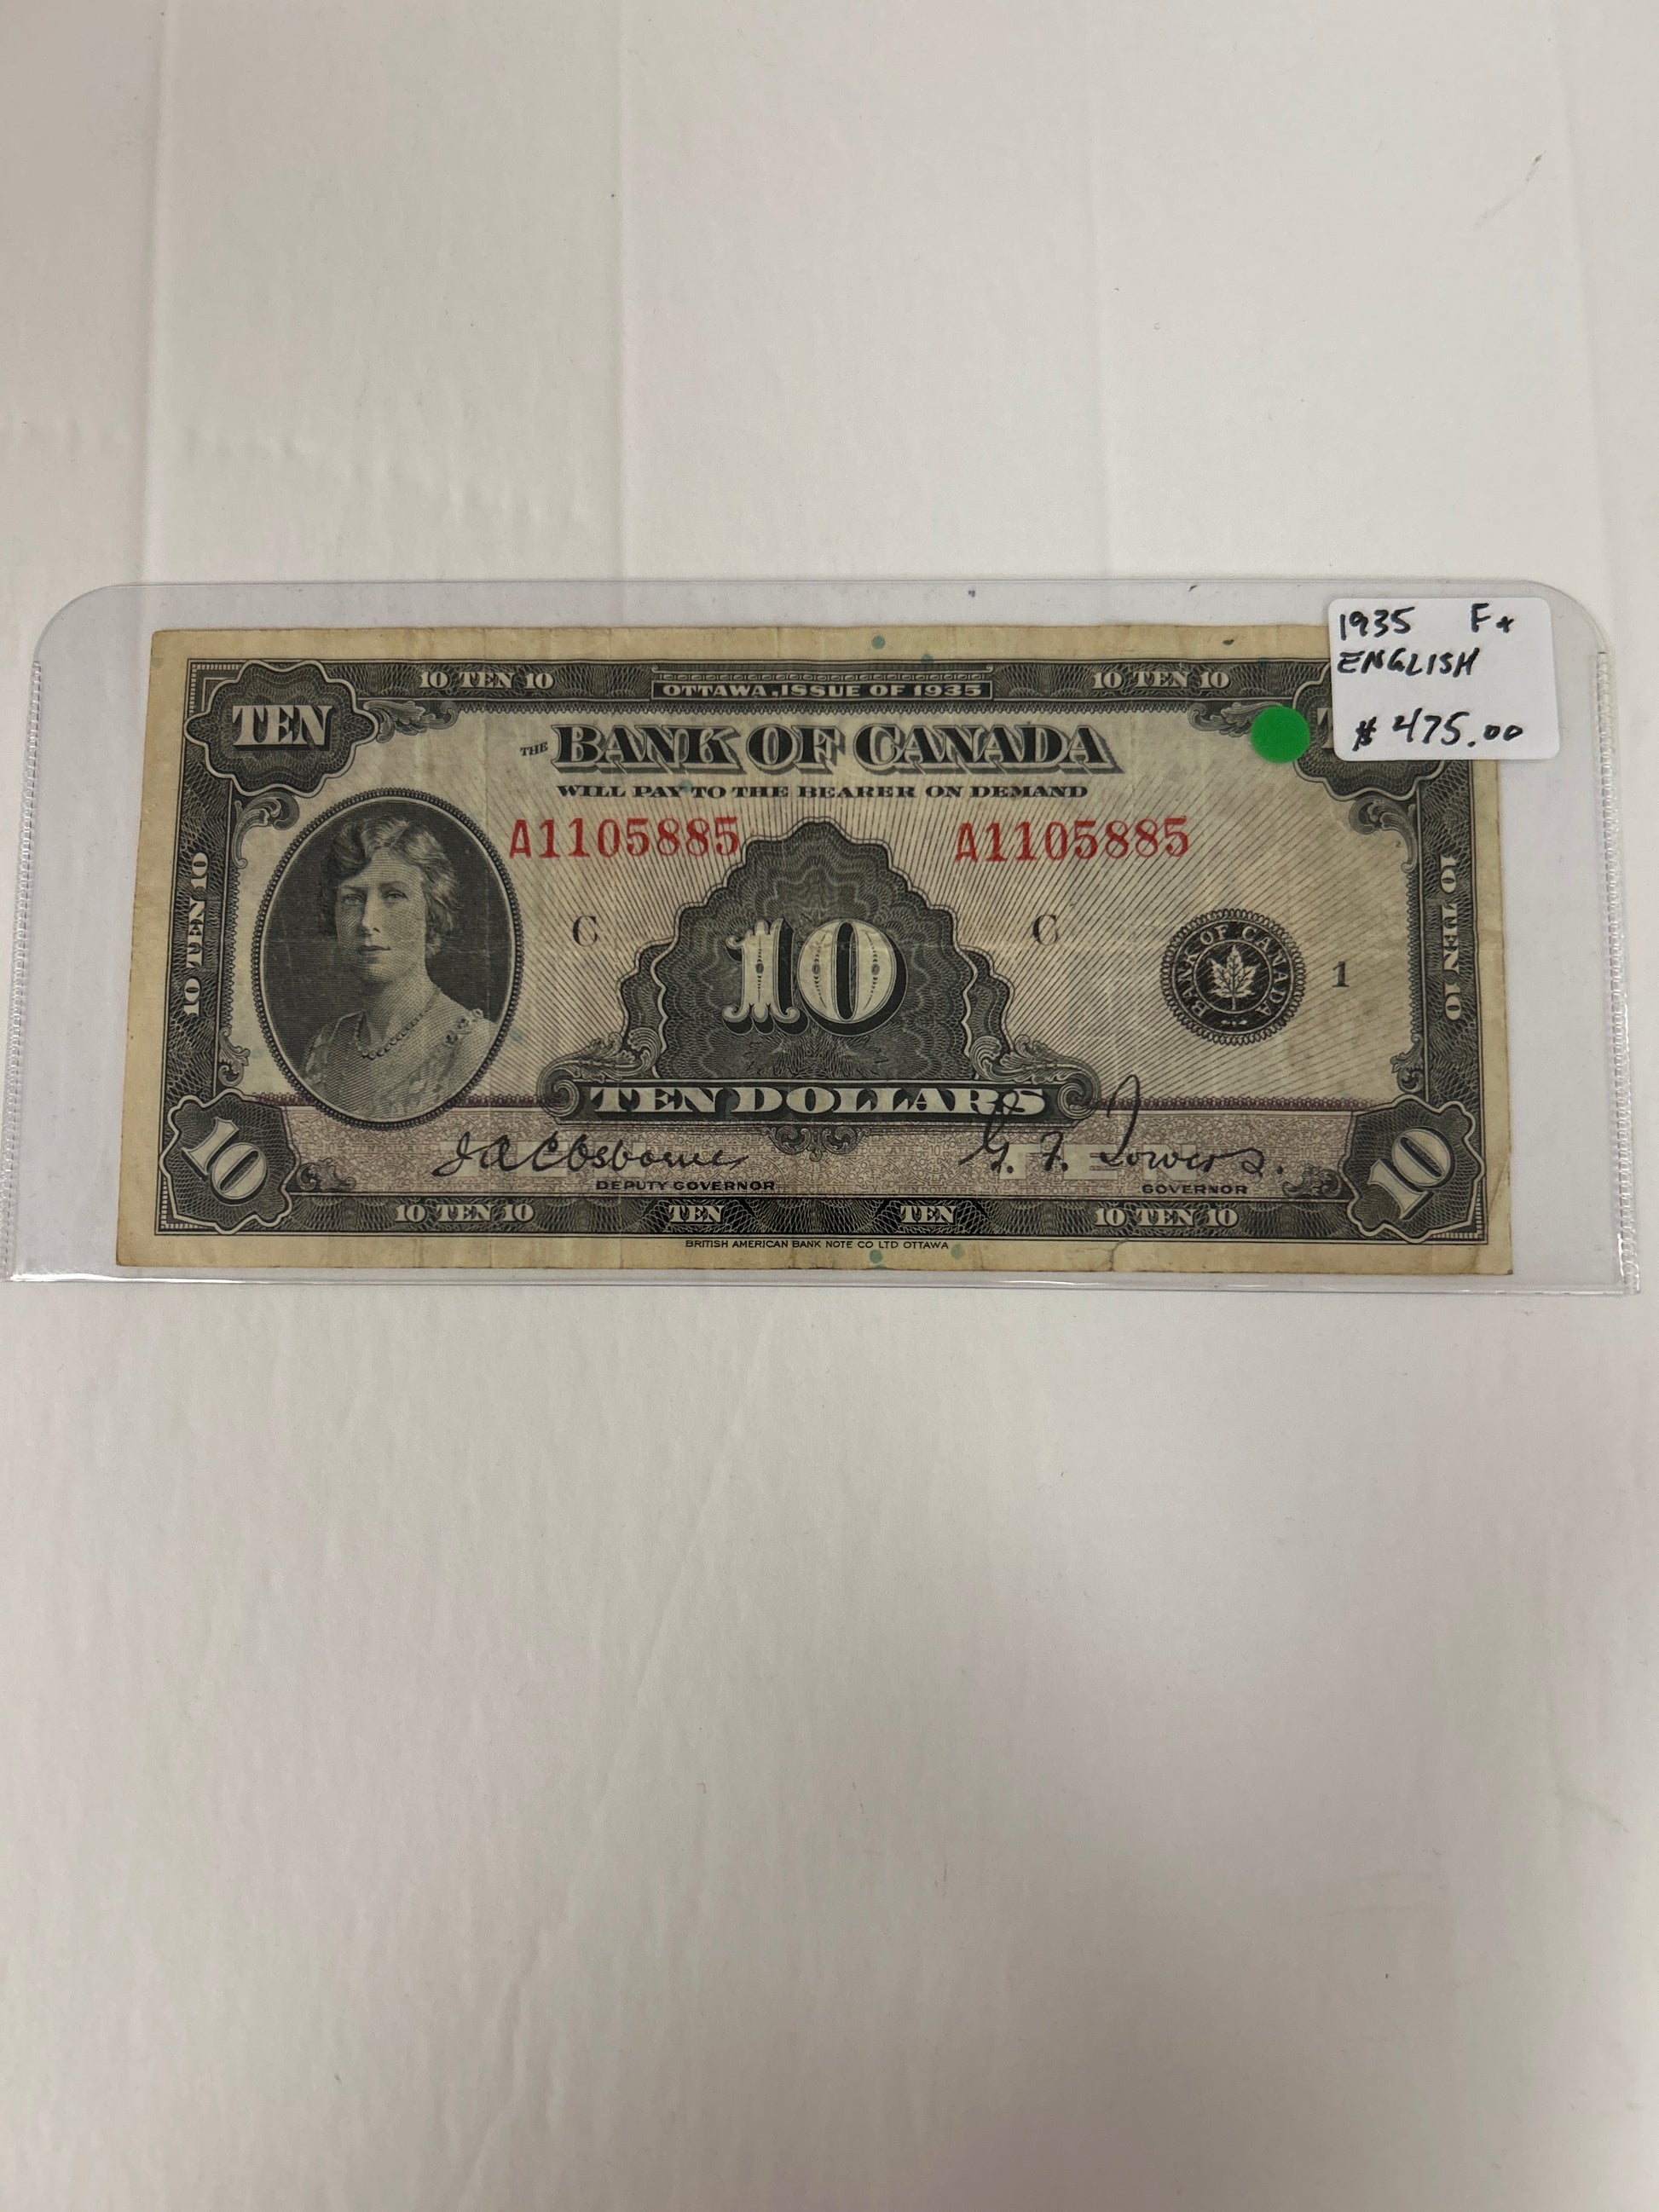 1935 F+
ENGLISH
$475.00
10 TEN 10
OTTAWA, ISSUE OF 1935
10 TEN 10
TEN
THE BANK OF CANADA
WILL PAY TO THE BEARER ON DEMAND
A1105885 A1105885
10 TEN 10
10 TEN 10
C C
10
BANK OF CANADA
1
TEN DOLLARS
10 10
J.A.C. Osborne G. F. Towers.
DEPUTY GOVERNOR GOVERNOR
10 TEN 10 TEN TEN 10 TEN 10
BRITISH AMERICAN BANK NOTE CO LTD OTTAWA